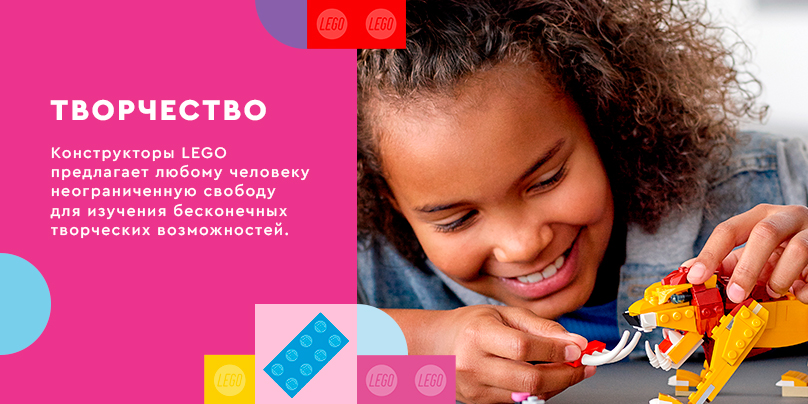 LEGO LEGO
ТВОРЧЕСТВО
Конструкторы LEGO
предлагает любому человеку
неограниченную свободу
для изучения бесконечных
творческих возможностей.
LEGO LEGO LEGO